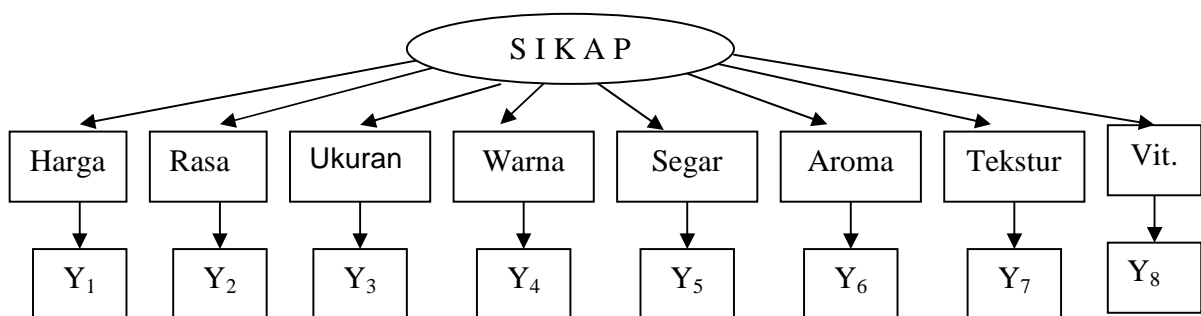 S I K A P
Harga Rasa Ukuran Warna Segar Aroma Tekstur Vit.
Y₁ Y₂ Y₃ Y₄ Y₅ Y₆ Y₇ Y₈